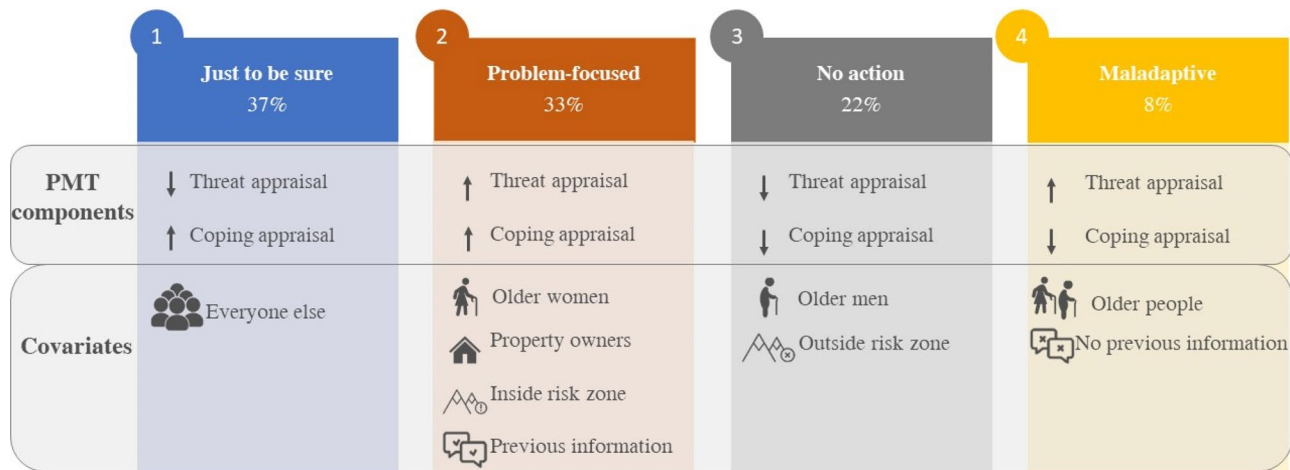 1
Just to be sure
37%
2
Problem-focused
33%
3
No action
22%
4
Maladaptive
8%
PMT
components
Threat appraisal
Coping appraisal
Threat appraisal
Coping appraisal
Threat appraisal
Coping appraisal
Threat appraisal
Coping appraisal
Covariates
Everyone else
Older women
Property owners
Inside risk zone
Previous information
Older men
Outside risk zone
Older people
No previous information